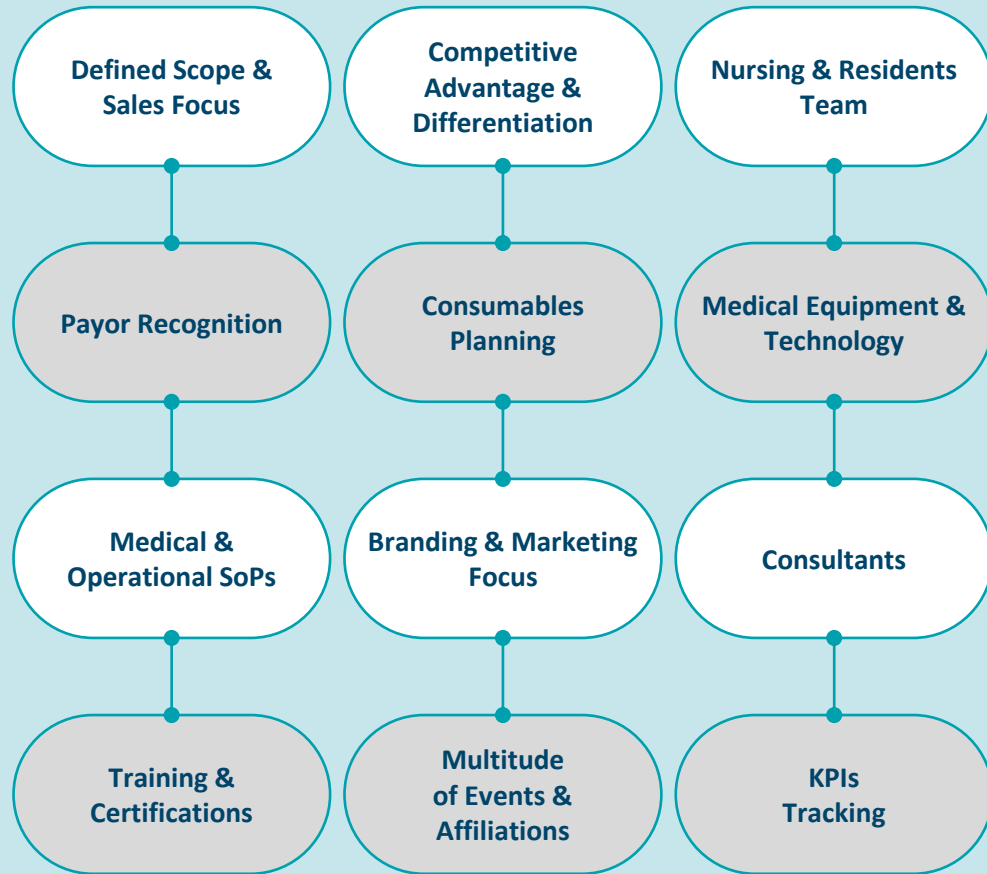 Defined Scope &
Sales Focus
Competitive
Advantage &
Differentiation
Nursing & Residents
Team
Payor Recognition
Consumables
Planning
Medical Equipment &
Technology
Medical &
Operational SoPs
Branding & Marketing
Focus
Consultants
Training &
Certifications
Multitude
of Events &
Affiliations
KPIs
Tracking